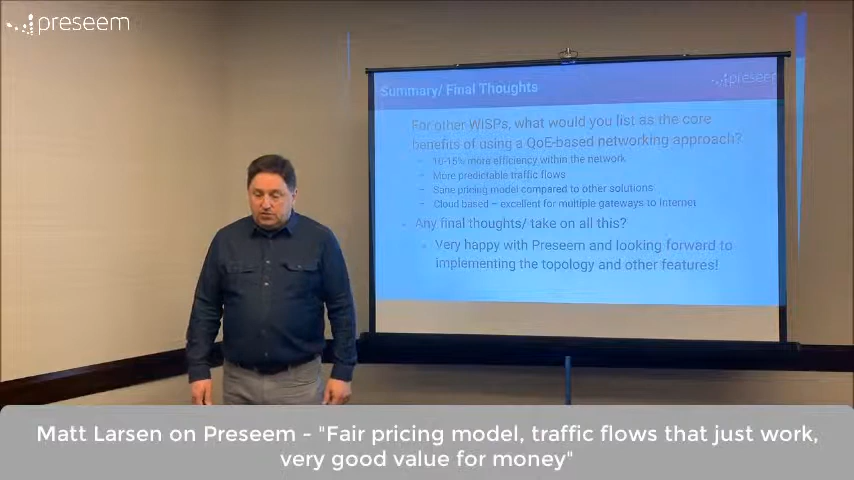 preseem
Summary/ Final Thoughts
preseem
For other WISPs, what would you list as the core
benefits of using a QoE-based networking approach?
- 10-15% more efficiency within the network
- More predictable traffic flows
- Sane pricing model compared to other solutions
- Cloud based – excellent for multiple gateways to Internet
Any final thoughts/ take on all this?
Very happy with Preseem and looking forward to
implementing the topology and other features!
Matt Larsen on Preseem - "Fair pricing model, traffic flows that just work,
very good value for money"